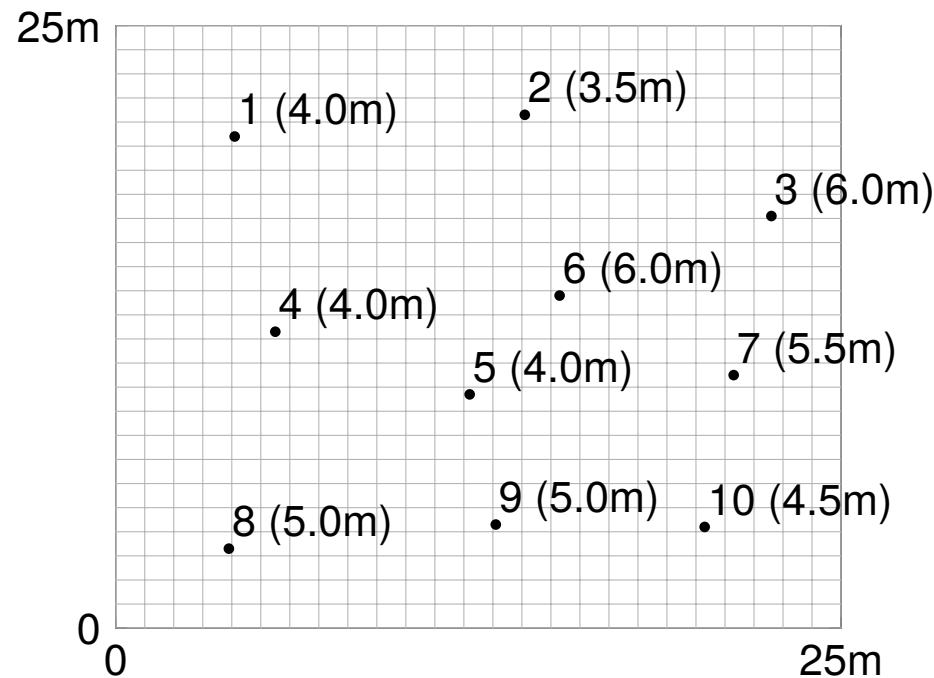 25m
1 (4.0m)
2 (3.5m)
3 (6.0m)
6 (6.0m)
4 (4.0m)
7 (5.5m)
5 (4.0m)
9 (5.0m)
10 (4.5m)
8 (5.0m)
0
0
25m